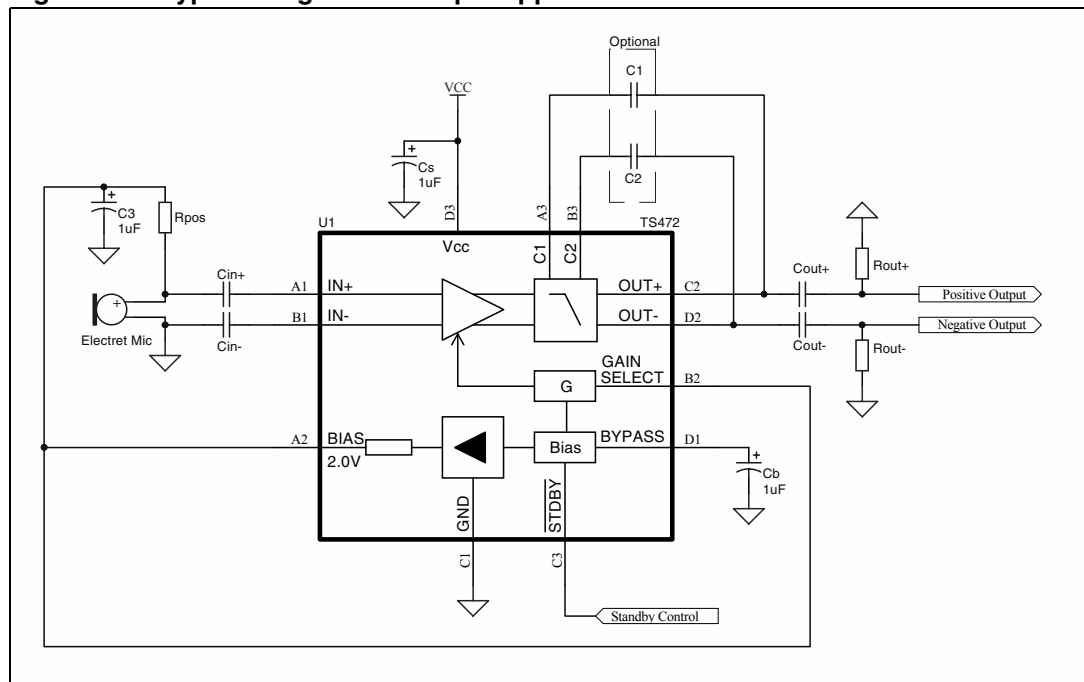 Optional
C1
VCC
C2
+
Cs
1uF
A3
B3
D3
+
C3
1uF
Rpos
U1
TS472
Vcc
C1
C2
Cin+
A1
IN+
OUT+
C2
Cout+
Rout+
Positive Output
+
Electret Mic
B1
IN-
OUT-
D2
Negative Output
Cin-
Cout-
Rout-
GAIN
SELECT
B2
G
A2
BIAS
2.0V
Bias
BYPASS
D1
+
Cb
1uF
GND
STDBY
C1
C3
Standby Control